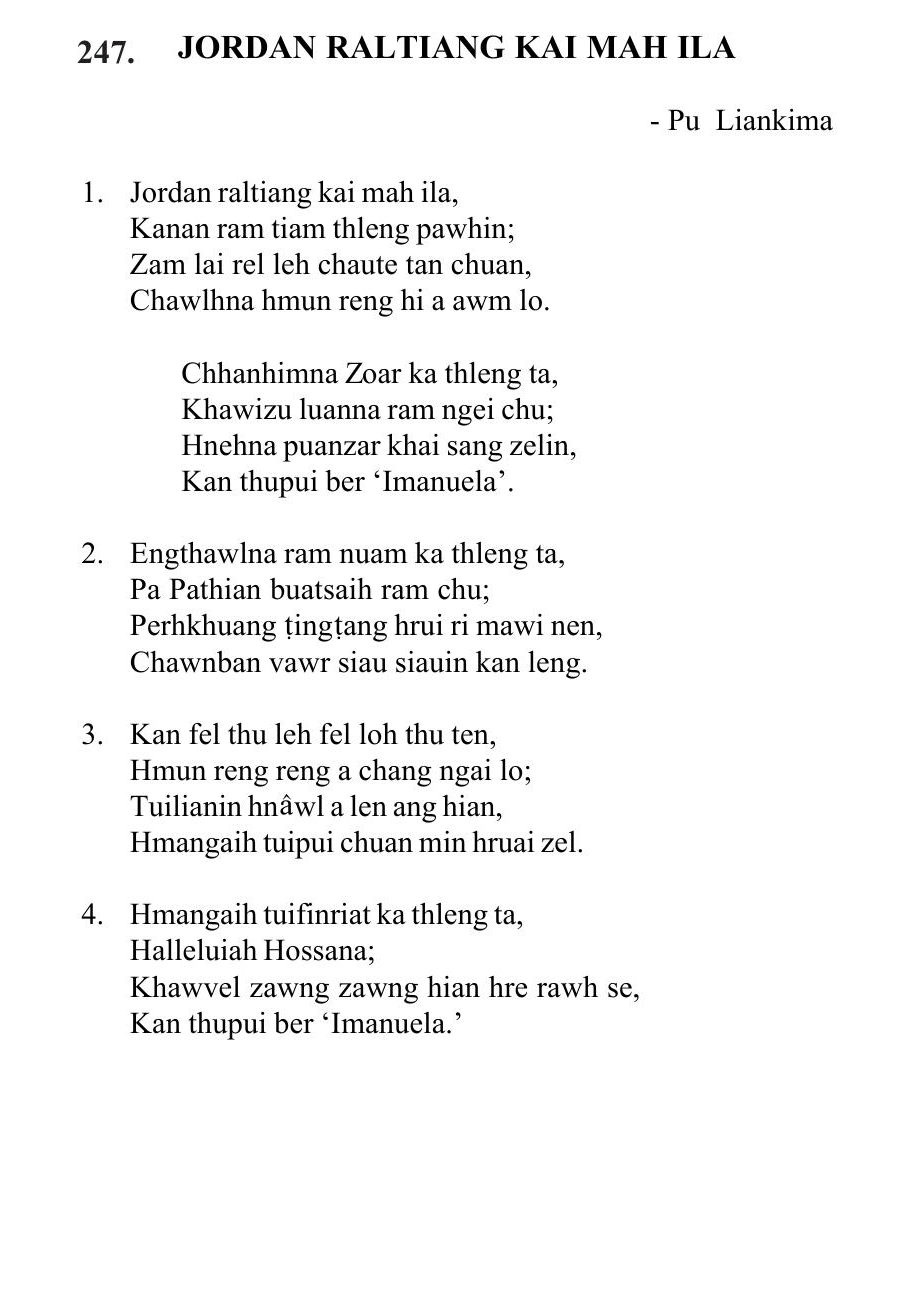 247. JORDAN RALTIANG KAI MAH ILA
- Pu Liankima
1. Jordan raltiang kai mah ila,
Kanan ram tiam thleng pawhin;
Zam lai rel leh chaute tan chuan,
Chawlhna hmun reng hi a awm lo.
Chhanhimna Zoar ka thleng ta,
Khawizu luanna ram ngei chu;
Hnehna puanzar khai sang zelin,
Kan thupui ber ‘Imanuela’.
2. Engthawlna ram nuam ka thleng ta,
Pa Pathian buatsaih ram chu;
Perhkhuang ṭingṭang hrui ri mawi nen,
Chawnban vawr siau siauin kan leng.
3. Kan fel thu leh fel loh thu ten,
Hmun reng reng a chang ngai lo;
Tuilianin hnâwl a len ang hian,
Hmangaih tuipui chuan min hruai zel.
4. Hmangaih tuifinriat ka thleng ta,
Halleluiah Hossana;
Khawvel zawng zawng hian hre rawh se,
Kan thupui ber ‘Imanuela.’